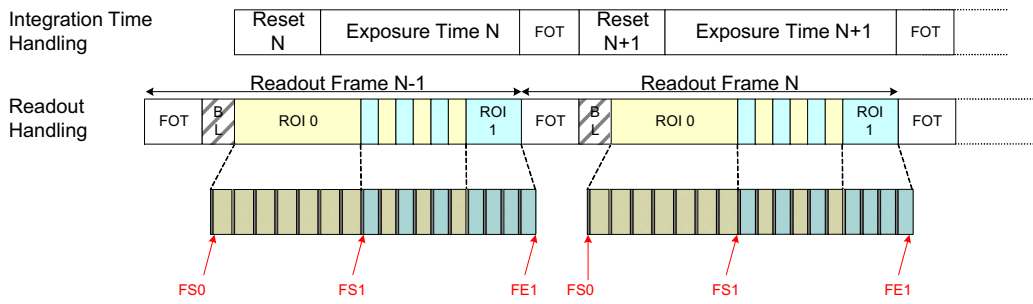 Integration Time
Handling
Reset
N
Exposure Time N
FOT
Reset
N+1
Exposure Time N+1
FOT
Readout Frame N-1
Readout Frame N
Readout
Handling
FOT
B
L
ROI 0
ROI
1
FOT
B
L
ROI 0
ROI
1
FOT
FS0
FS1
FE1
FS0
FS1
FE1